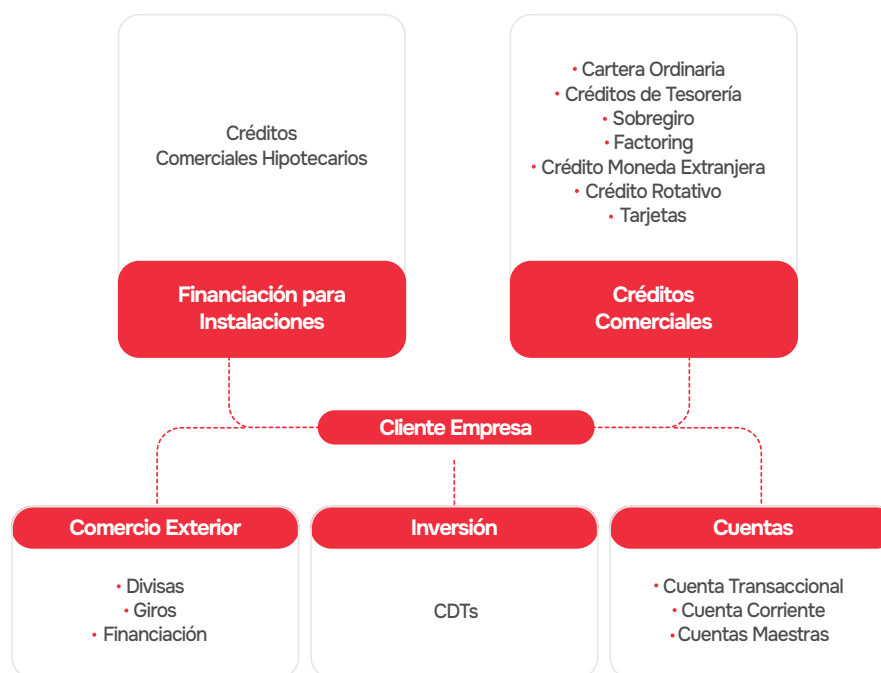 Créditos
Comerciales Hipotecarios
Financiación para
Instalaciones
• Cartera Ordinaria
• Créditos de Tesorería
• Sobregiro
• Factoring
• Crédito Moneda Extranjera
• Crédito Rotativo
• Tarjetas
Créditos
Comerciales
Cliente Empresa
Comercio Exterior
• Divisas
• Giros
• Financiación
Inversión
CDTs
Cuentas
• Cuenta Transaccional
• Cuenta Corriente
• Cuentas Maestras